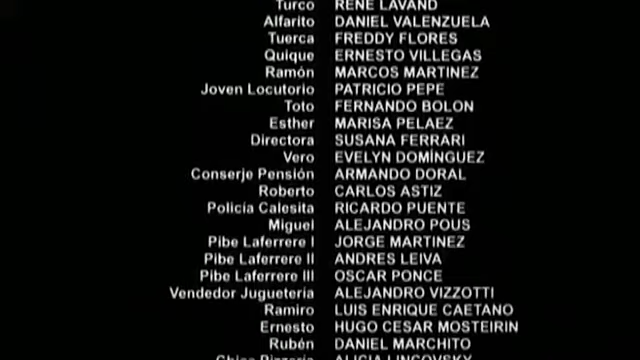 Turco RENE LAVAND
Alfarito DANIEL VALENZUELA
Tuerca FREDDY FLORES
Quique ERNESTO VILLEGAS
Ramón MARCOS MARTINEZ
Joven Locutorio PATRICIO PEPE
Toto FERNANDO BOLON
Esther MARISA PELAEZ
Directora SUSANA FERRARI
Vero EVELYN DOMÍNGUEZ
Conserje Pensión ARMANDO DORAL
Roberto CARLOS ASTIZ
Policía Calesita RICARDO PUENTE
Miguel ALEJANDRO POUS
Pibe Laferrere I JORGE MARTINEZ
Pibe Laferrere II ANDRES LEIVA
Pibe Laferrere III OSCAR PONCE
Vendedor Juguetería ALEJANDRO VIZZOTTI
Ramiro LUIS ENRIQUE CAETANO
Ernesto HUGO CESAR MOSTEIRIN
Rubén DANIEL MARCHITO
ALICIA LINCOVSKY